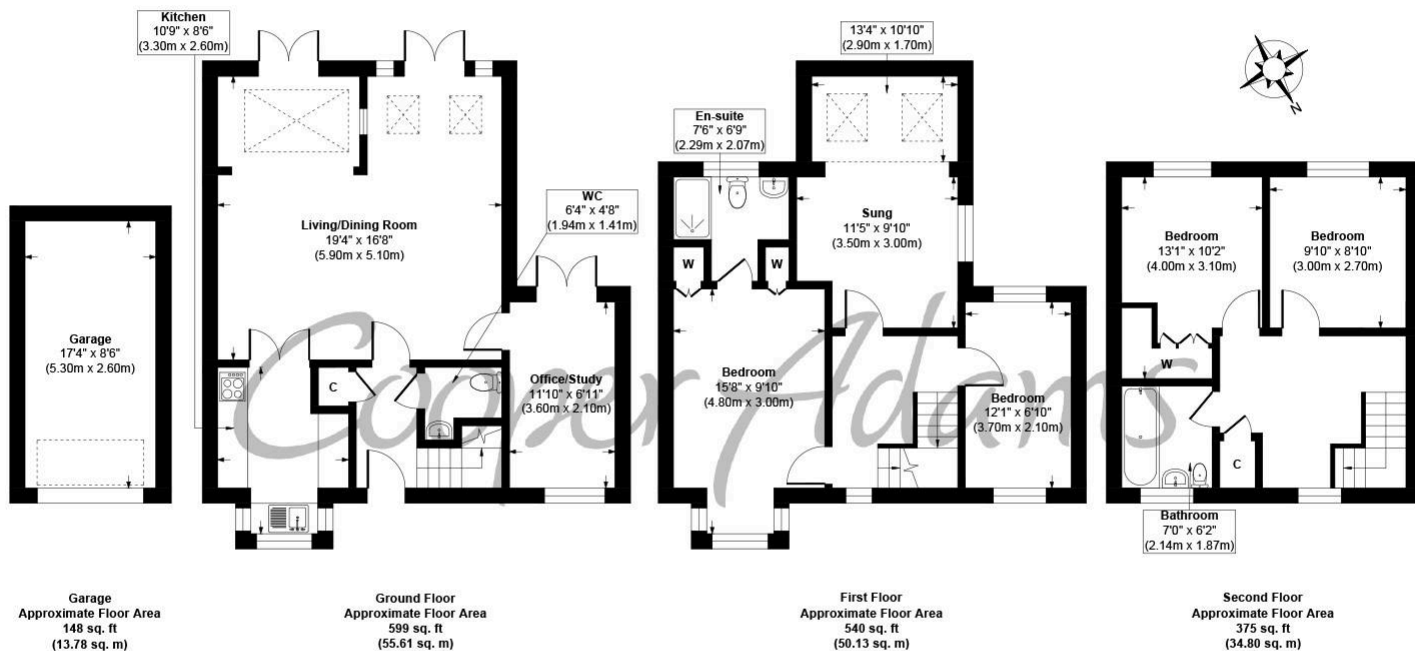 Kitchen
10'9" x 8'6"
(3.30m x 2.60m)
13'4" x 10'10"
(2.90m x 1.70m)
En-suite
7'6" x 6'9"
(2.29m x 2.07m)
WC
6'4" x 4'8"
(1.94m x 1.41m)
Living/Dining Room
19'4" x 16'8"
(5.90m x 5.10m)
Sung
11'5" x 9'10"
(3.50m x 3.00m)
Bedroom
13'1" x 10'2"
(4.00m x 3.10m)
Bedroom
9'10" x 8'10"
(3.00m x 2.70m)
W
W
N
Garage
17'4" x 8'6"
(5.30m x 2.60m)
C
Office/Study
11'10" x 6'11"
(3.60m x 2.10m)
Bedroom
15'8" x 9'10"
(4.80m x 3.00m)
Bedroom
12'1" x 6'10"
(3.70m x 2.10m)
W
C
Cooper Adams
Bathroom
7'0" x 6'2"
(2.14m x 1.87m)
Garage
Approximate Floor Area
148 sq. ft
(13.78 sq. m)
Ground Floor
Approximate Floor Area
599 sq. ft
(55.61 sq. m)
First Floor
Approximate Floor Area
540 sq. ft
(50.13 sq. m)
Second Floor
Approximate Floor Area
375 sq. ft
(34.80 sq. m)